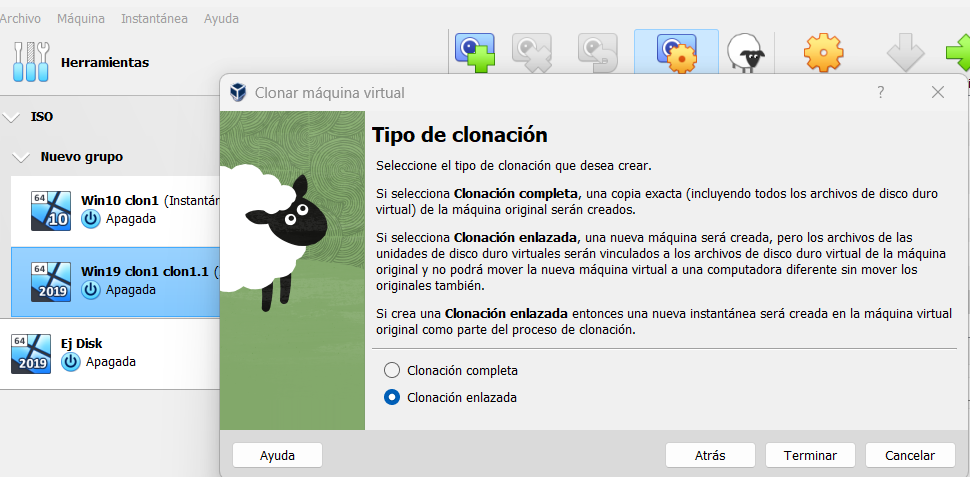 Archivo Máquina Instantánea Ayuda
Herramientas
Clonar máquina virtual ?
ISO
Nuevo grupo
64 10 Win10 clon1 (Instantán
Apagada
64 2019 Win19 clon1 clon1.1 (
Apagada
64 2019 Ej Disk
Apagada
Tipo de clonación
Seleccione el tipo de clonación que desea crear.
Si selecciona Clonación completa, una copia exacta (incluyendo todos los archivos de disco duro
virtual) de la máquina original serán creados.
Si selecciona Clonación enlazada, una nueva máquina será creada, pero los archivos de las
unidades de disco duro virtuales serán vinculados a los archivos de disco duro virtual de la máquina
original y no podrá mover la nueva máquina virtual a una computadora diferente sin mover los
originales también.
Si crea una Clonación enlazada entonces una nueva instantánea será creada en la máquina virtual
original como parte del proceso de clonación.
Clonación completa
Clonación enlazada
Ayuda Atrás Terminar Cancelar